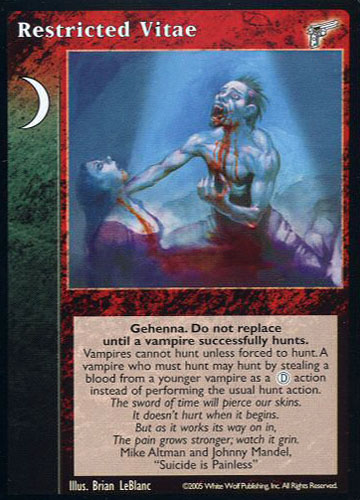 Restricted Vitae
Gehenna. Do not replace
until a vampire successfully hunts.
Vampires cannot hunt unless forced to hunt. A
vampire who must hunt may hunt by stealing a
blood from a younger vampire as a Ⓓ action
instead of performing the usual hunt action.
The sword of time will pierce our skins.
It doesn't hurt when it begins.
But as it works its way on in,
The pain grows stronger; watch it grin.
Mike Altman and Johnny Mandel,
"Suicide is Painless"
Illus. Brian LeBlanc
©2005 White Wolf Publishing, Inc. All Rights Reserved.